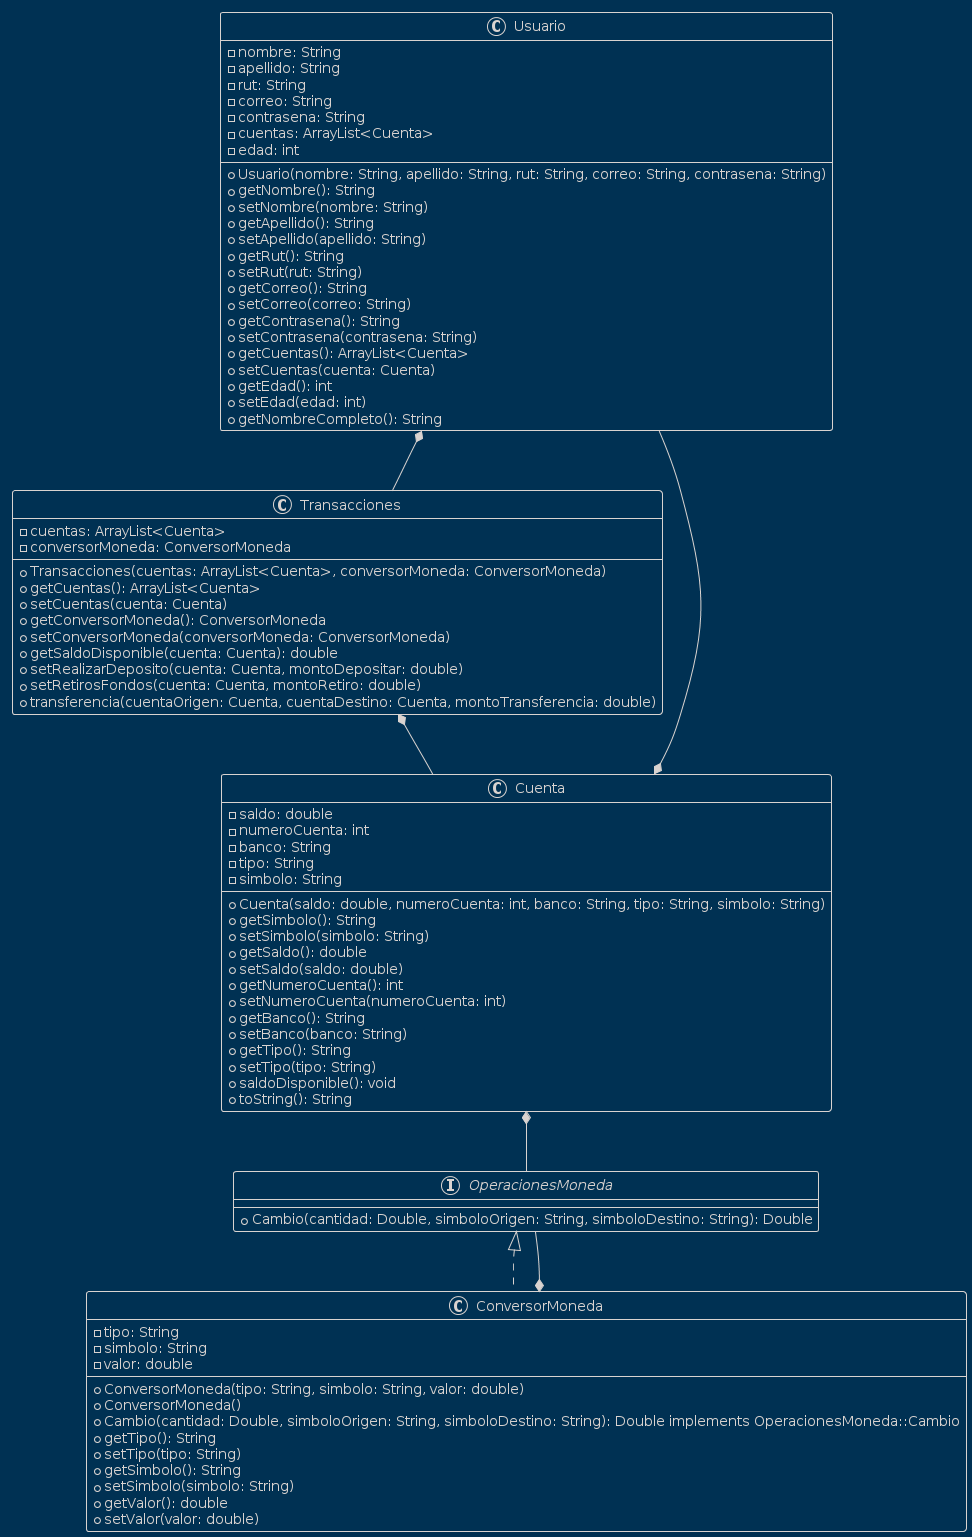 C Usuario
nombre: String
apellido: String
rut: String
correo: String
contrasena: String
cuentas: ArrayList<Cuenta>
edad: int
Usuario(nombre: String, apellido: String, rut: String, correo: String, contrasena: String)
getNombre(): String
setNombre(nombre: String)
getApellido(): String
setApellido(apellido: String)
getRut(): String
setRut(rut: String)
getCorreo(): String
setCorreo(correo: String)
getContrasena(): String
setContrasena(contrasena: String)
getCuentas(): ArrayList<Cuenta>
setCuentas(cuenta: Cuenta)
getEdad(): int
setEdad(edad: int)
getNombreCompleto(): String
C Transacciones
cuentas: ArrayList<Cuenta>
conversorMoneda: ConversorMoneda
Transacciones(cuentas: ArrayList<Cuenta>, conversorMoneda: ConversorMoneda)
getCuentas(): ArrayList<Cuenta>
setCuentas(cuenta: Cuenta)
getConversorMoneda(): ConversorMoneda
setConversorMoneda(conversorMoneda: ConversorMoneda)
getSaldoDisponible(cuenta: Cuenta): double
setRealizarDeposito(cuenta: Cuenta, montoDepositar: double)
setRetirosFondos(cuenta: Cuenta, montoRetiro: double)
transferencia(cuentaOrigen: Cuenta, cuentaDestino: Cuenta, montoTransferencia: double)
C Cuenta
saldo: double
numeroCuenta: int
banco: String
tipo: String
simbolo: String
Cuenta(saldo: double, numeroCuenta: int, banco: String, tipo: String, simbolo: String)
getSimbolo(): String
setSimbolo(simbolo: String)
getSaldo(): double
setSaldo(saldo: double)
getNumeroCuenta(): int
setNumeroCuenta(numeroCuenta: int)
getBanco(): String
setBanco(banco: String)
getTipo(): String
setTipo(tipo: String)
saldoDisponible(): void
toString(): String
I OperacionesMoneda
Cambio(cantidad: Double, simboloOrigen: String, simboloDestino: String): Double
C ConversorMoneda
tipo: String
simbolo: String
valor: double
ConversorMoneda(tipo: String, simbolo: String, valor: double)
ConversorMoneda()
Cambio(cantidad: Double, simboloOrigen: String, simboloDestino: String): Double implements OperacionesMoneda::Cambio
getTipo(): String
setTipo(tipo: String)
getSimbolo(): String
setSimbolo(simbolo: String)
getValor(): double
setValor(valor: double)